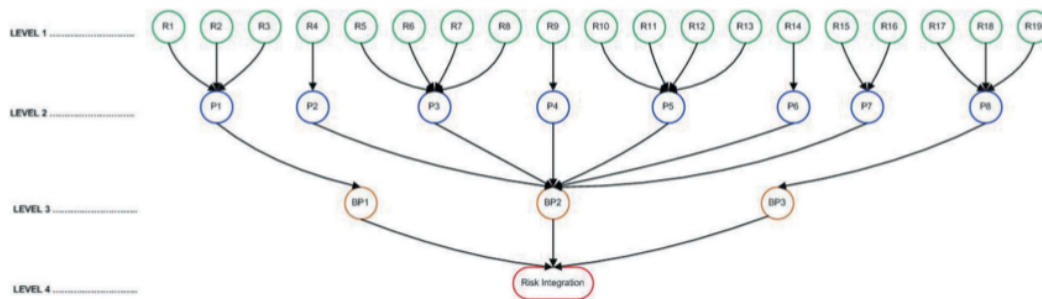 LEVEL 1 ..............................
R1 R2 R3 R4 R5 R6 R7 R8 R9 R10 R11 R12 R13 R14 R15 R16 R17 R18 R19
LEVEL 2 ..............................
P1 P2 P3 P4 P5 P6 P7 P8
LEVEL 3 ..............................
BP1 BP2 BP3
LEVEL 4 ..............................
Risk Integration